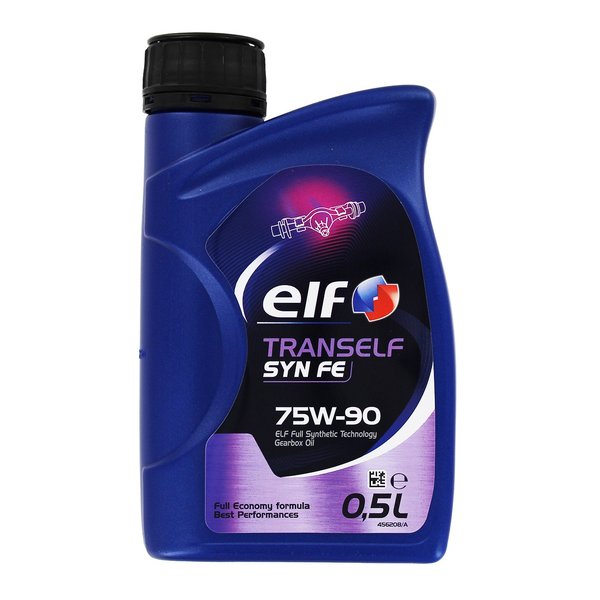 elf
TRANSELF
SYN FE
75W-90
ELF Full Synthetic Technology
Gearbox Oil
Full Economy formula
Best Performances
℮
0,5L
456208/A